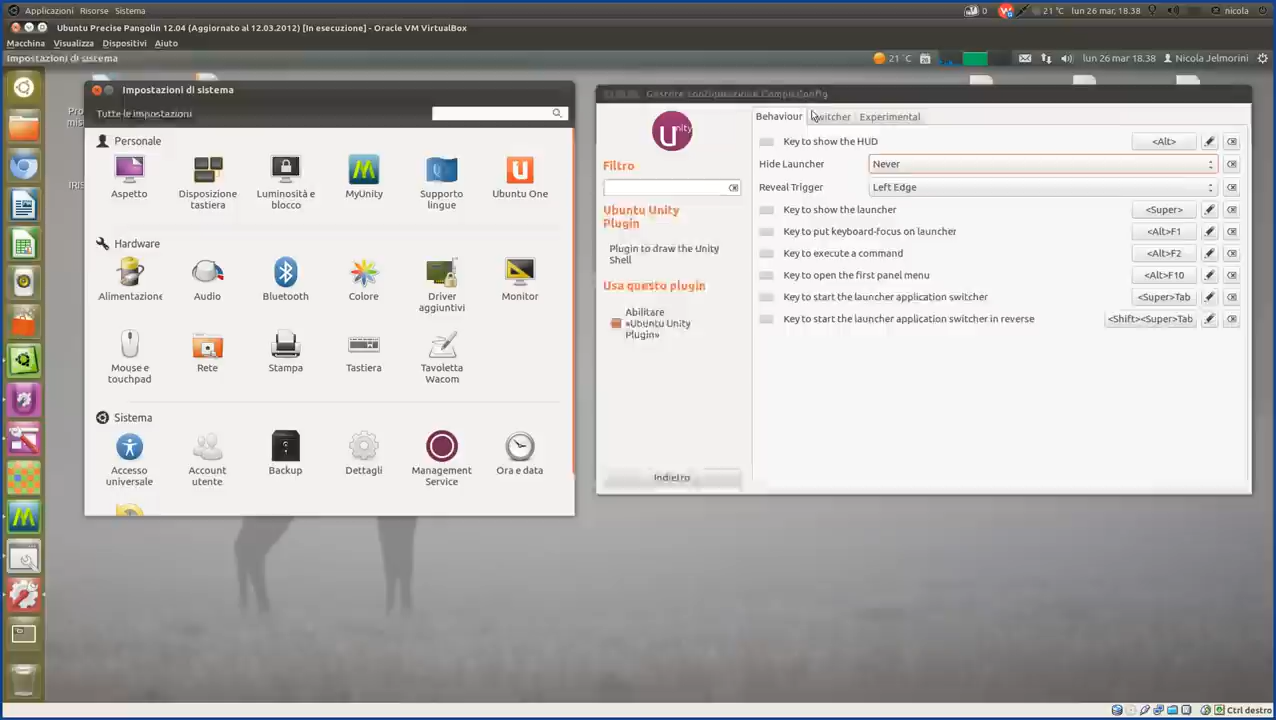 Applicazioni Risorse Sistema
0 21 °C lun 26 mar, 18.38 nicola
Ubuntu Precise Pangolin 12.04 (Aggiornato al 12.03.2012) [In esecuzione] - Oracle VM VirtualBox
Macchina Visualizza Dispositivi Aiuto
Impostazioni di sistema
21 °C lun 26 mar 18.38 Nicola Jelmorini
Impostazioni di sistema
Tutte le impostazioni
Personale
Aspetto
Disposizione tastiera
Luminosità e blocco
MyUnity
Supporto lingue
Ubuntu One
Hardware
Alimentazione
Audio
Bluetooth
Colore
Driver aggiuntivi
Monitor
Mouse e touchpad
Rete
Stampa
Tastiera
Tavoletta Wacom
Sistema
Accesso universale
Account utente
Backup
Dettagli
Management Service
Ora e data
Gestore configurazione CompizConfig
unity
Filtro
Ubuntu Unity
Plugin
Plugin to draw the Unity
Shell
Usa questo plugin
Abilitare
«Ubuntu Unity
Plugin»
Indietro
Behaviour Switcher Experimental
Key to show the HUD <Alt>
Hide Launcher Never
Reveal Trigger Left Edge
Key to show the launcher <Super>
Key to put keyboard-focus on launcher <Alt>F1
Key to execute a command <Alt>F2
Key to open the first panel menu <Alt>F10
Key to start the launcher application switcher <Super>Tab
Key to start the launcher application switcher in reverse <Shift><Super>Tab
Ctrl destro